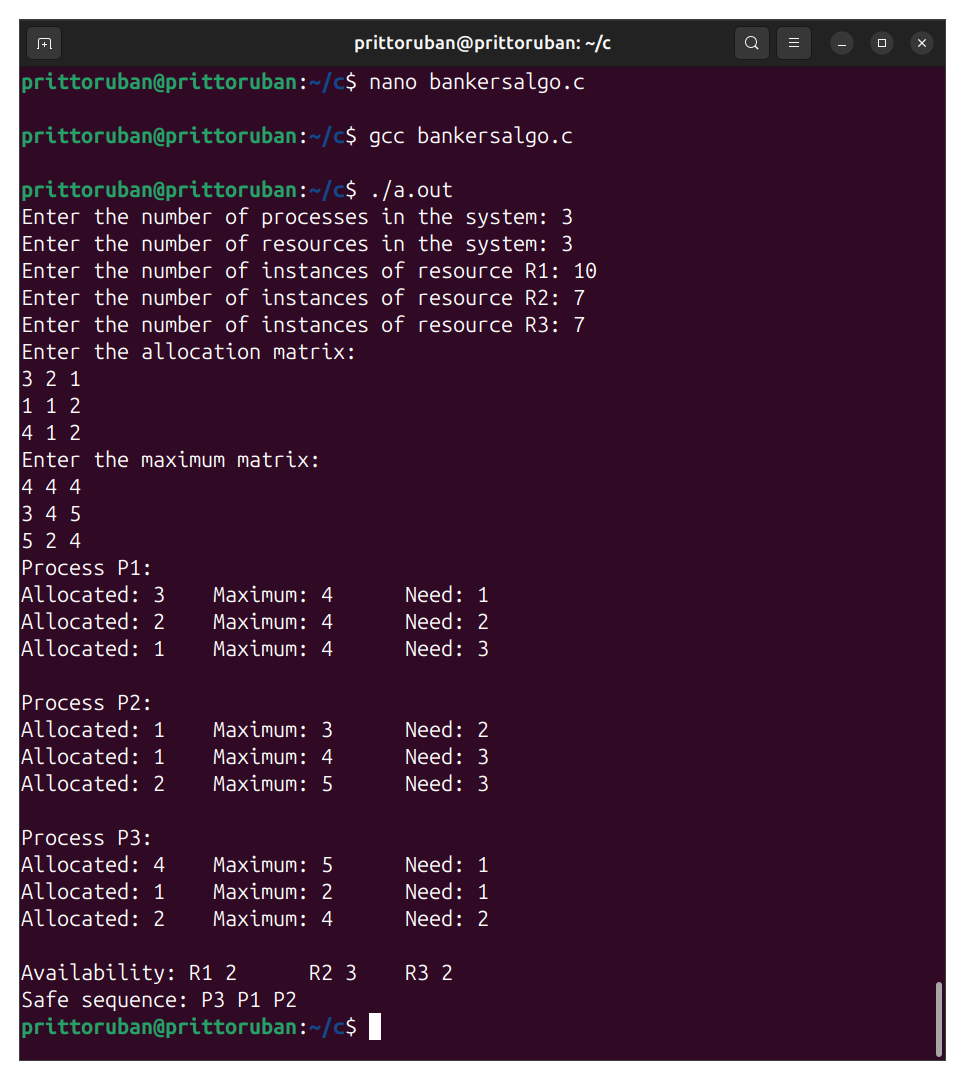 prittoruban@prittoruban: ~/c
prittoruban@prittoruban:~/c$ nano bankersalgo.c
prittoruban@prittoruban:~/c$ gcc bankersalgo.c
prittoruban@prittoruban:~/c$ ./a.out
Enter the number of processes in the system: 3
Enter the number of resources in the system: 3
Enter the number of instances of resource R1: 10
Enter the number of instances of resource R2: 7
Enter the number of instances of resource R3: 7
Enter the allocation matrix:
3 2 1
1 1 2
4 1 2
Enter the maximum matrix:
4 4 4
3 4 5
5 2 4
Process P1:
Allocated: 3    Maximum: 4      Need: 1
Allocated: 2    Maximum: 4      Need: 2
Allocated: 1    Maximum: 4      Need: 3
Process P2:
Allocated: 1    Maximum: 3      Need: 2
Allocated: 1    Maximum: 4      Need: 3
Allocated: 2    Maximum: 5      Need: 3
Process P3:
Allocated: 4    Maximum: 5      Need: 1
Allocated: 1    Maximum: 2      Need: 1
Allocated: 2    Maximum: 4      Need: 2
Availability: R1 2      R2 3    R3 2
Safe sequence: P3 P1 P2
prittoruban@prittoruban:~/c$